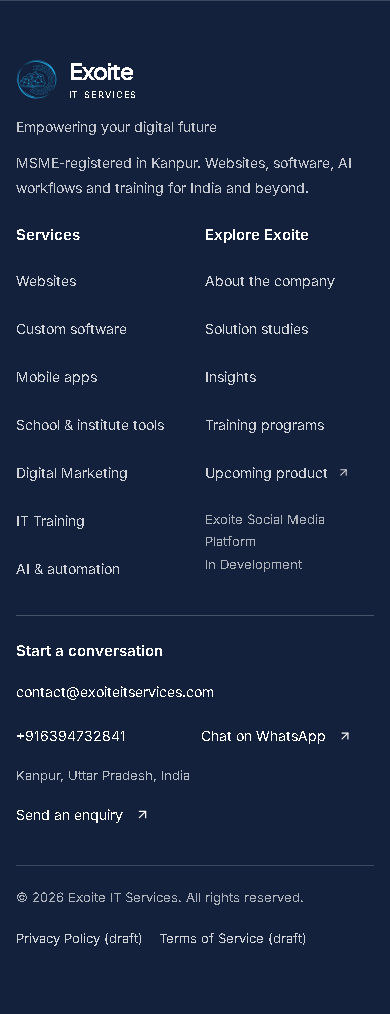 Exoite
IT SERVICES
Empowering your digital future
MSME-registered in Kanpur. Websites, software, AI
workflows and training for India and beyond.
Services
Websites
Custom software
Mobile apps
School & institute tools
Digital Marketing
IT Training
AI & automation
Explore Exoite
About the company
Solution studies
Insights
Training programs
Upcoming product ↗
Exoite Social Media
Platform
In Development
Start a conversation
contact@exoiteitservices.com
+916394732841
Chat on WhatsApp ↗
Kanpur, Uttar Pradesh, India
Send an enquiry ↗
© 2026 Exoite IT Services. All rights reserved.
Privacy Policy (draft) Terms of Service (draft)